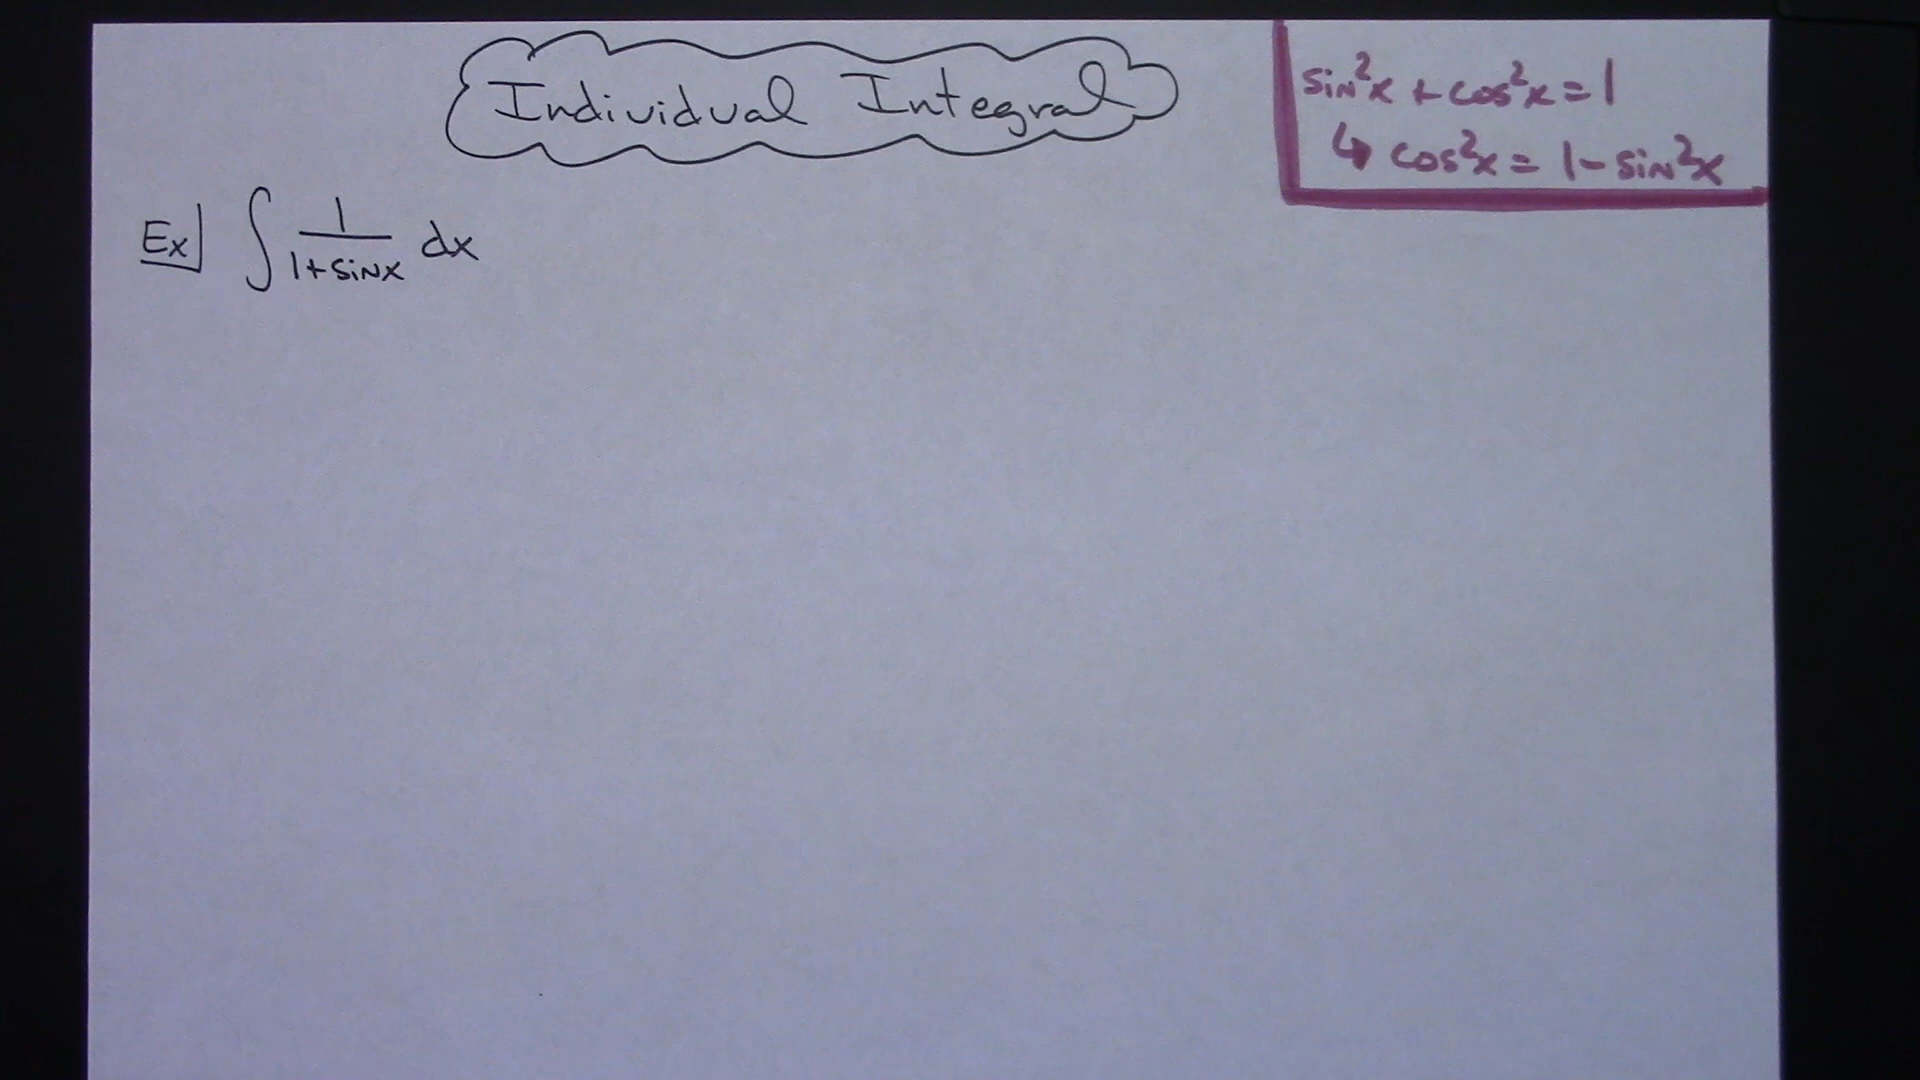 Individual Integral
sin²x + cos²x = 1
↳ cos²x = 1 - sin²x
Ex] ∫ 1/(1+sinx) dx